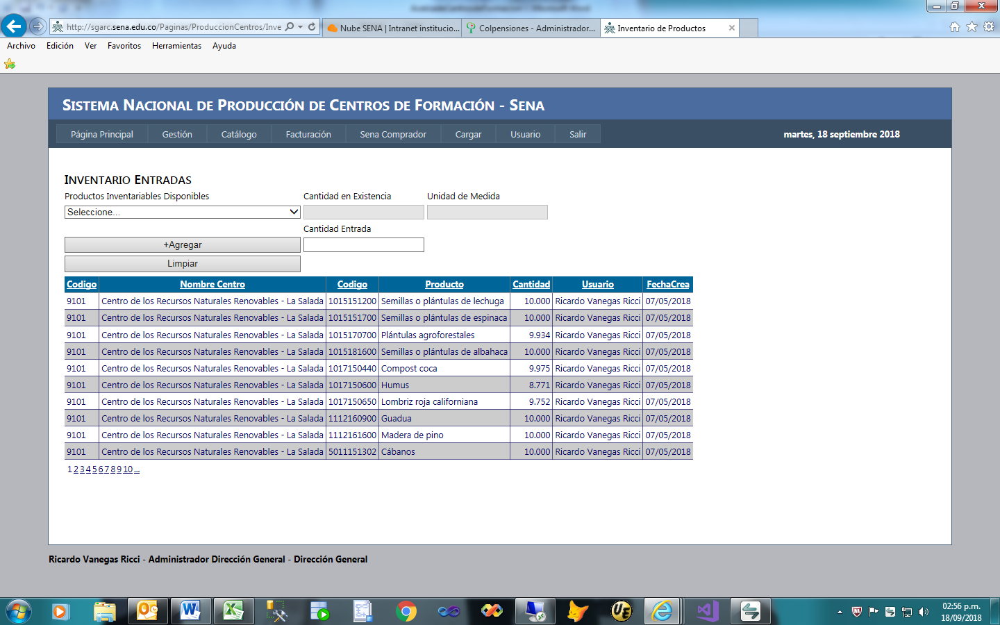 AvancedeCentrosdeFormacion - Microsoft Word
http://sgarc.sena.edu.co/Paginas/ProduccionCentros/Inve
Nube SENA | Intranet institucio...
Colpensiones - Administrador...
Inventario de Productos
Archivo Edición Ver Favoritos Herramientas Ayuda
SISTEMA NACIONAL DE PRODUCCIÓN DE CENTROS DE FORMACIÓN - SENA
Página Principal Gestión Catálogo Facturación Sena Comprador Cargar Usuario Salir martes, 18 septiembre 2018
INVENTARIO ENTRADAS
Productos Inventariables Disponibles Cantidad en Existencia Unidad de Medida
Seleccione...
Cantidad Entrada
+Agregar
Limpiar
Codigo Nombre Centro Codigo Producto Cantidad Usuario FechaCrea
9101 Centro de los Recursos Naturales Renovables - La Salada 1015151200 Semillas o plántulas de lechuga 10.000 Ricardo Vanegas Ricci 07/05/2018
9101 Centro de los Recursos Naturales Renovables - La Salada 1015151700 Semillas o plántulas de espinaca 10.000 Ricardo Vanegas Ricci 07/05/2018
9101 Centro de los Recursos Naturales Renovables - La Salada 1015170700 Plántulas agroforestales 9.934 Ricardo Vanegas Ricci 07/05/2018
9101 Centro de los Recursos Naturales Renovables - La Salada 1015181600 Semillas o plántulas de albahaca 10.000 Ricardo Vanegas Ricci 07/05/2018
9101 Centro de los Recursos Naturales Renovables - La Salada 1017150440 Compost coca 9.975 Ricardo Vanegas Ricci 07/05/2018
9101 Centro de los Recursos Naturales Renovables - La Salada 1017150600 Humus 8.771 Ricardo Vanegas Ricci 07/05/2018
9101 Centro de los Recursos Naturales Renovables - La Salada 1017150650 Lombriz roja californiana 9.752 Ricardo Vanegas Ricci 07/05/2018
9101 Centro de los Recursos Naturales Renovables - La Salada 1112160900 Guadua 10.000 Ricardo Vanegas Ricci 07/05/2018
9101 Centro de los Recursos Naturales Renovables - La Salada 1112161600 Madera de pino 10.000 Ricardo Vanegas Ricci 07/05/2018
9101 Centro de los Recursos Naturales Renovables - La Salada 5011151302 Cábanos 10.000 Ricardo Vanegas Ricci 07/05/2018
1 2 3 4 5 6 7 8 9 10 ...
Ricardo Vanegas Ricci - Administrador Dirección General - Dirección General
02:56 p.m.
18/09/2018